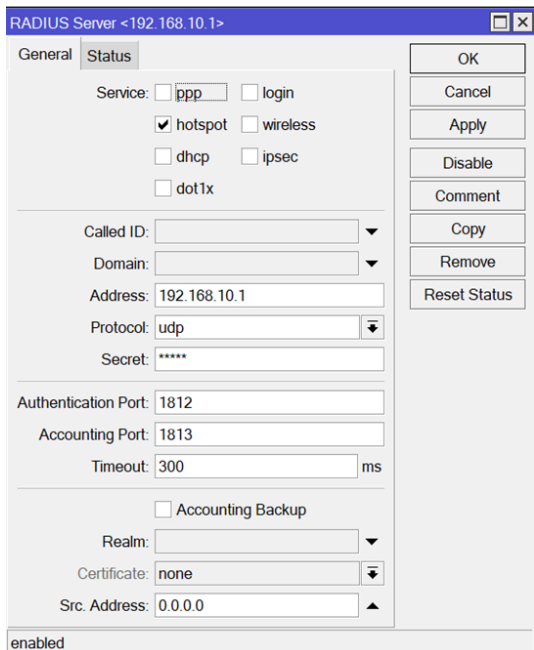 RADIUS Server <192.168.10.1>
General Status
Service: ppp login
hotspot wireless
dhcp ipsec
dot1x
Called ID:
Domain:
Address: 192.168.10.1
Protocol: udp
Secret: *****
Authentication Port: 1812
Accounting Port: 1813
Timeout: 300 ms
Accounting Backup
Realm:
Certificate: none
Src. Address: 0.0.0.0
OK
Cancel
Apply
Disable
Comment
Copy
Remove
Reset Status
enabled